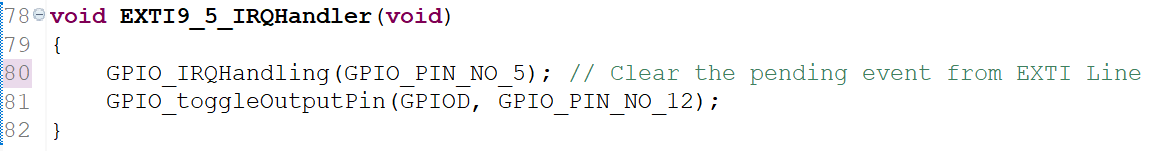 78 void EXTI9_5_IRQHandler(void)
79 {
80     GPIO_IRQHandling(GPIO_PIN_NO_5); // Clear the pending event from EXTI Line
81     GPIO_toggleOutputPin(GPIOD, GPIO_PIN_NO_12);
82 }